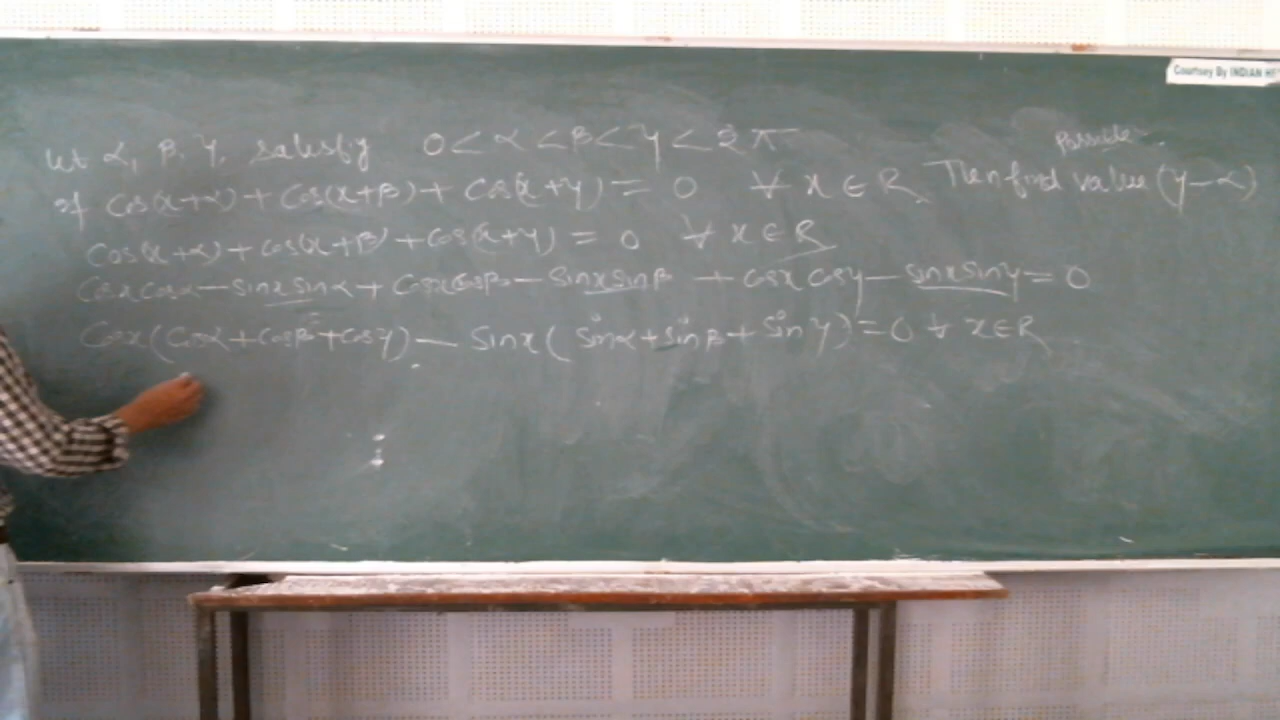 Courtsey By INDIAN HE
Let α, β, γ, satisfy 0 < α < β < γ < 2π
if Cos(x+α) + Cos(x+β) + Cos(x+γ) = 0 ∀ x ∈ R. Then find Possible value (γ-α)
Cos(x+α) + cos(x+β) + cos(x+γ) = 0 ∀ x ∈ R
Cosx cosα - sinx sinα + Cosx cosβ - Sinx sinβ + cosx cosγ - sinx sinγ = 0
Cosx (Cosα + cosβ + cosγ) - Sinx (Sinα + sinβ + Sinγ) = 0 ∀ x ∈ R